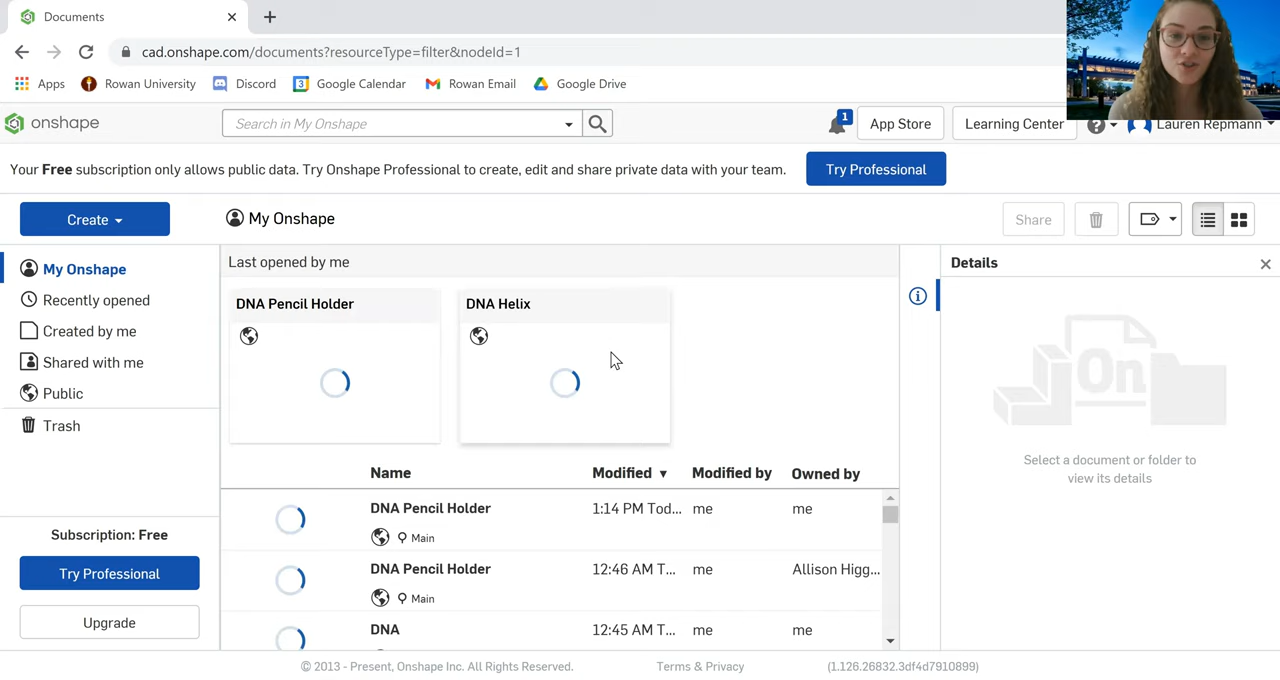 Documents
cad.onshape.com/documents?resourceType=filter&nodeId=1
Apps Rowan University Discord Google Calendar Rowan Email Google Drive
onshape
Search in My Onshape
1
App Store
Learning Center
Lauren Repmann
Your Free subscription only allows public data. Try Onshape Professional to create, edit and share private data with your team.
Try Professional
Create
My Onshape
Share
My Onshape
Recently opened
Created by me
Shared with me
Public
Trash
Subscription: Free
Try Professional
Upgrade
Last opened by me
DNA Pencil Holder
DNA Helix
Name Modified Modified by Owned by
DNA Pencil Holder 1:14 PM Tod... me me
Main
DNA Pencil Holder 12:46 AM T... me Allison Higg...
Main
DNA 12:45 AM T... me me
Details
On
Select a document or folder to
view its details
© 2013 - Present, Onshape Inc. All Rights Reserved. Terms & Privacy (1.126.26832.3df4d7910899)